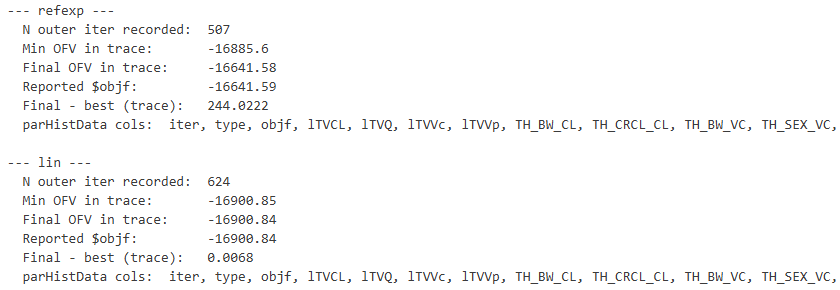 --- refexp ---
N outer iter recorded: 507
Min OFV in trace: -16885.6
Final OFV in trace: -16641.58
Reported $objf: -16641.59
Final - best (trace): 244.0222
parHistData cols: iter, type, objf, lTVCL, lTVQ, lTVVc, lTVVp, TH_BW_CL, TH_CRCL_CL, TH_BW_VC, TH_SEX_VC,
--- lin ---
N outer iter recorded: 624
Min OFV in trace: -16900.85
Final OFV in trace: -16900.84
Reported $objf: -16900.84
Final - best (trace): 0.0068
parHistData cols: iter, type, objf, lTVCL, lTVQ, lTVVc, lTVVp, TH_BW_CL, TH_CRCL_CL, TH_BW_VC, TH_SEX_VC,